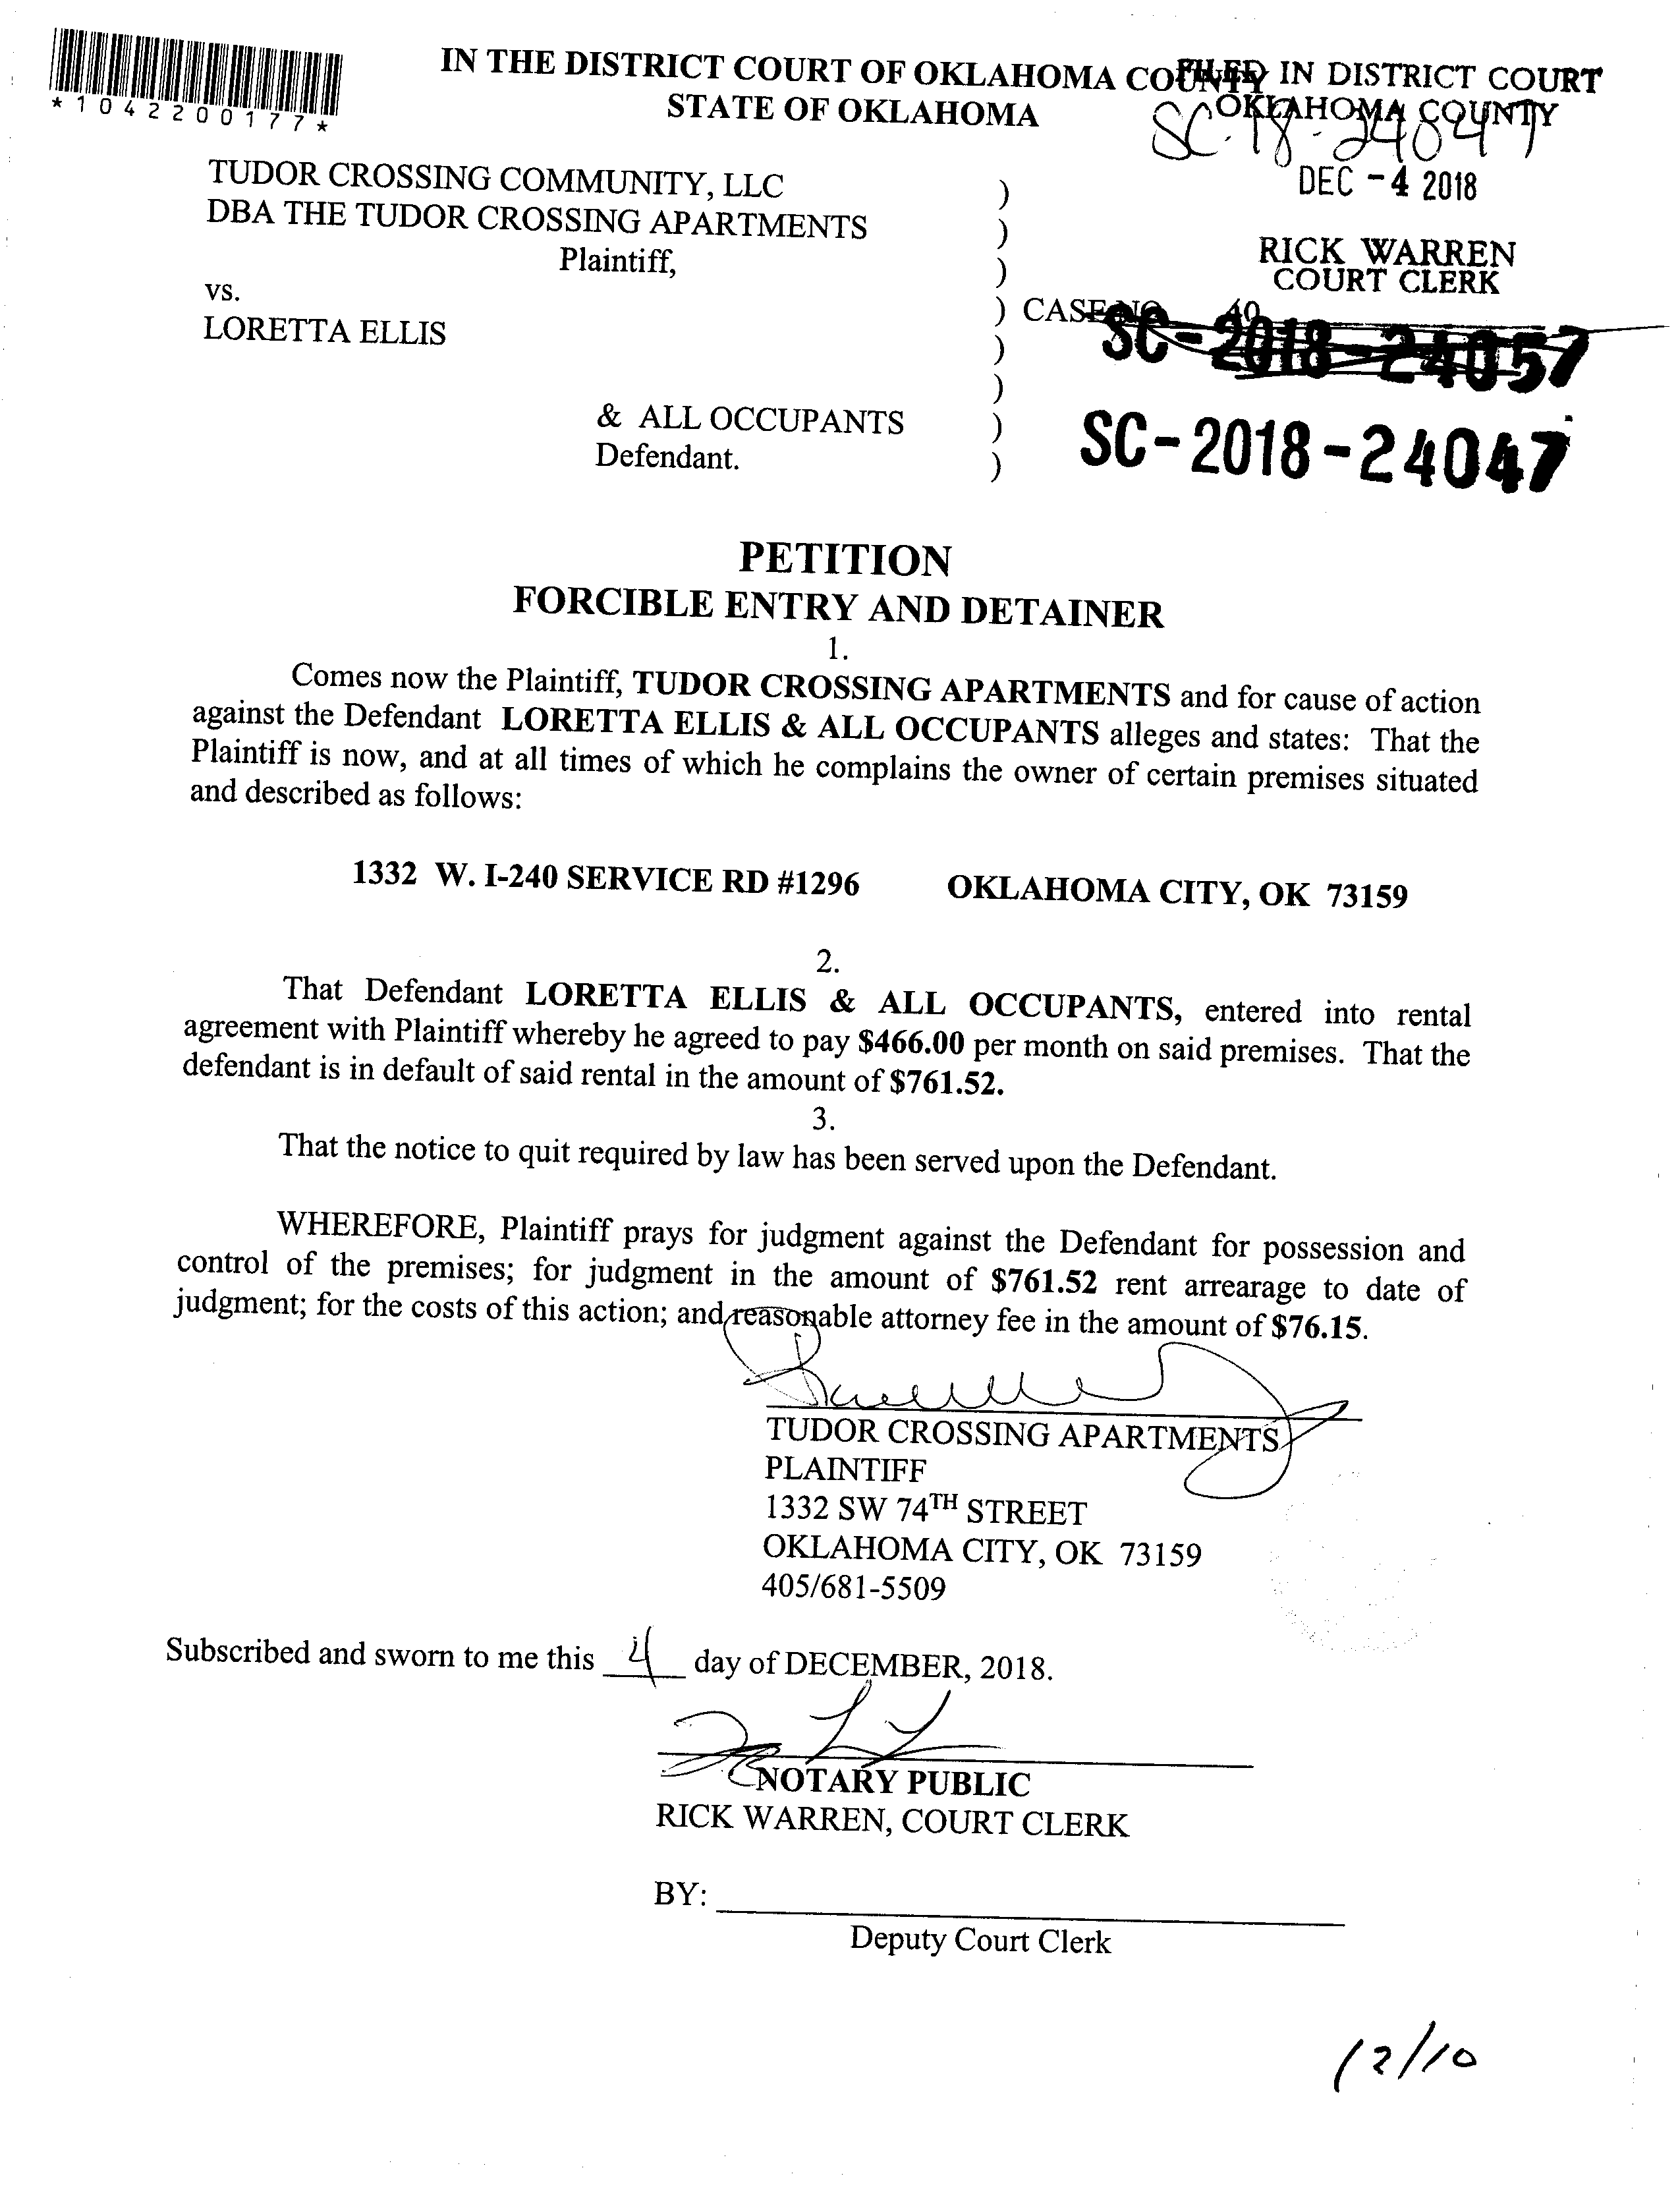 *1042200177*
IN THE DISTRICT COURT OF OKLAHOMA COUNTY
STATE OF OKLAHOMA
FILED IN DISTRICT COURT
OKLAHOMA COUNTY
SC-18-24047
DEC -4 2018
RICK WARREN
COURT CLERK
TUDOR CROSSING COMMUNITY, LLC )
DBA THE TUDOR CROSSING APARTMENTS )
Plaintiff, )
vs. ) CASE NO.
LORETTA ELLIS )
SC-2018-24057
)
& ALL OCCUPANTS )
Defendant. )
SC-2018-24047
PETITION
FORCIBLE ENTRY AND DETAINER
1.
Comes now the Plaintiff, TUDOR CROSSING APARTMENTS and for cause of action
against the Defendant LORETTA ELLIS & ALL OCCUPANTS alleges and states: That the
Plaintiff is now, and at all times of which he complains the owner of certain premises situated
and described as follows:
1332 W. I-240 SERVICE RD #1296 OKLAHOMA CITY, OK 73159
2.
That Defendant LORETTA ELLIS & ALL OCCUPANTS, entered into rental
agreement with Plaintiff whereby he agreed to pay $466.00 per month on said premises. That the
defendant is in default of said rental in the amount of $761.52.
3.
That the notice to quit required by law has been served upon the Defendant.
WHEREFORE, Plaintiff prays for judgment against the Defendant for possession and
control of the premises; for judgment in the amount of $761.52 rent arrearage to date of
judgment; for the costs of this action; and reasonable attorney fee in the amount of $76.15.
TUDOR CROSSING APARTMENTS
PLAINTIFF
1332 SW 74TH STREET
OKLAHOMA CITY, OK 73159
405/681-5509
Subscribed and sworn to me this 4 day of DECEMBER, 2018.
NOTARY PUBLIC
RICK WARREN, COURT CLERK
BY:
Deputy Court Clerk
12/10